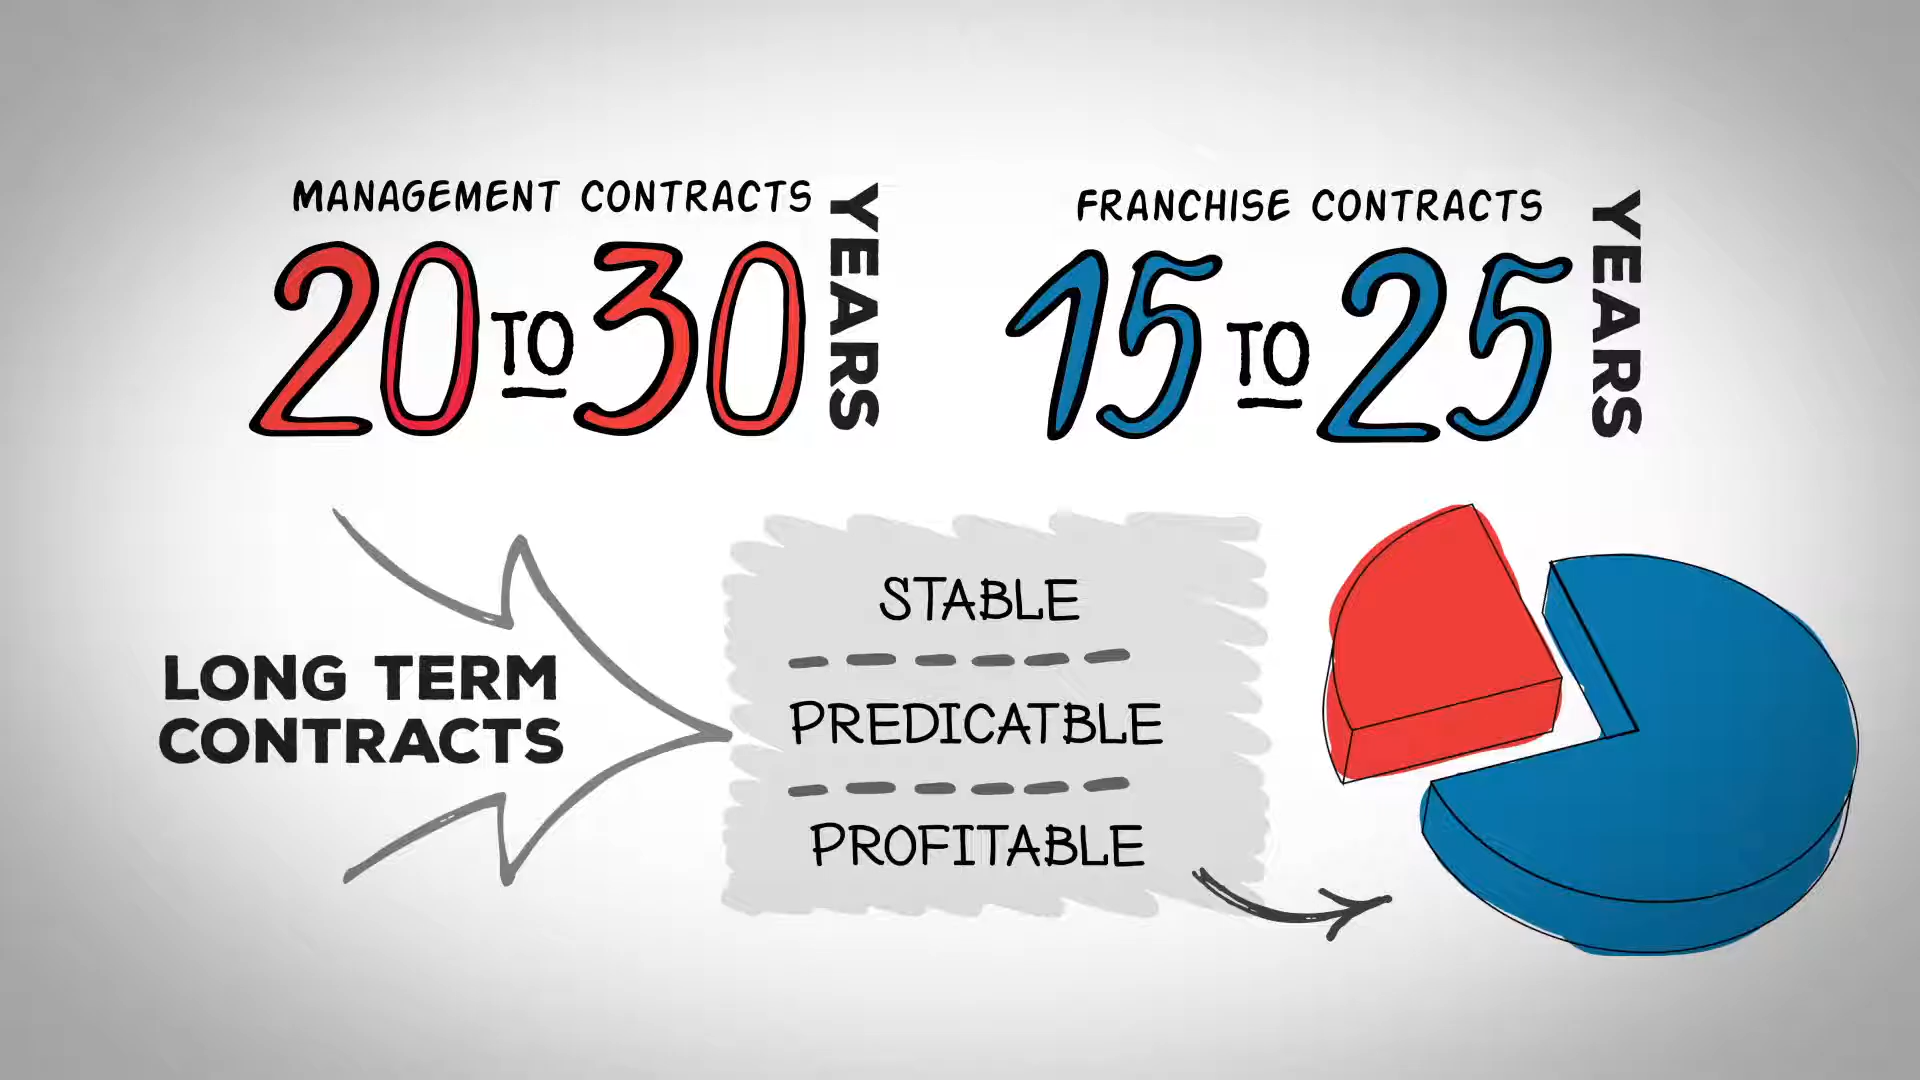 MANAGEMENT CONTRACTS
20 TO 30 YEARS
FRANCHISE CONTRACTS
15 TO 25 YEARS
LONG TERM
CONTRACTS
STABLE
PREDICATBLE
PROFITABLE